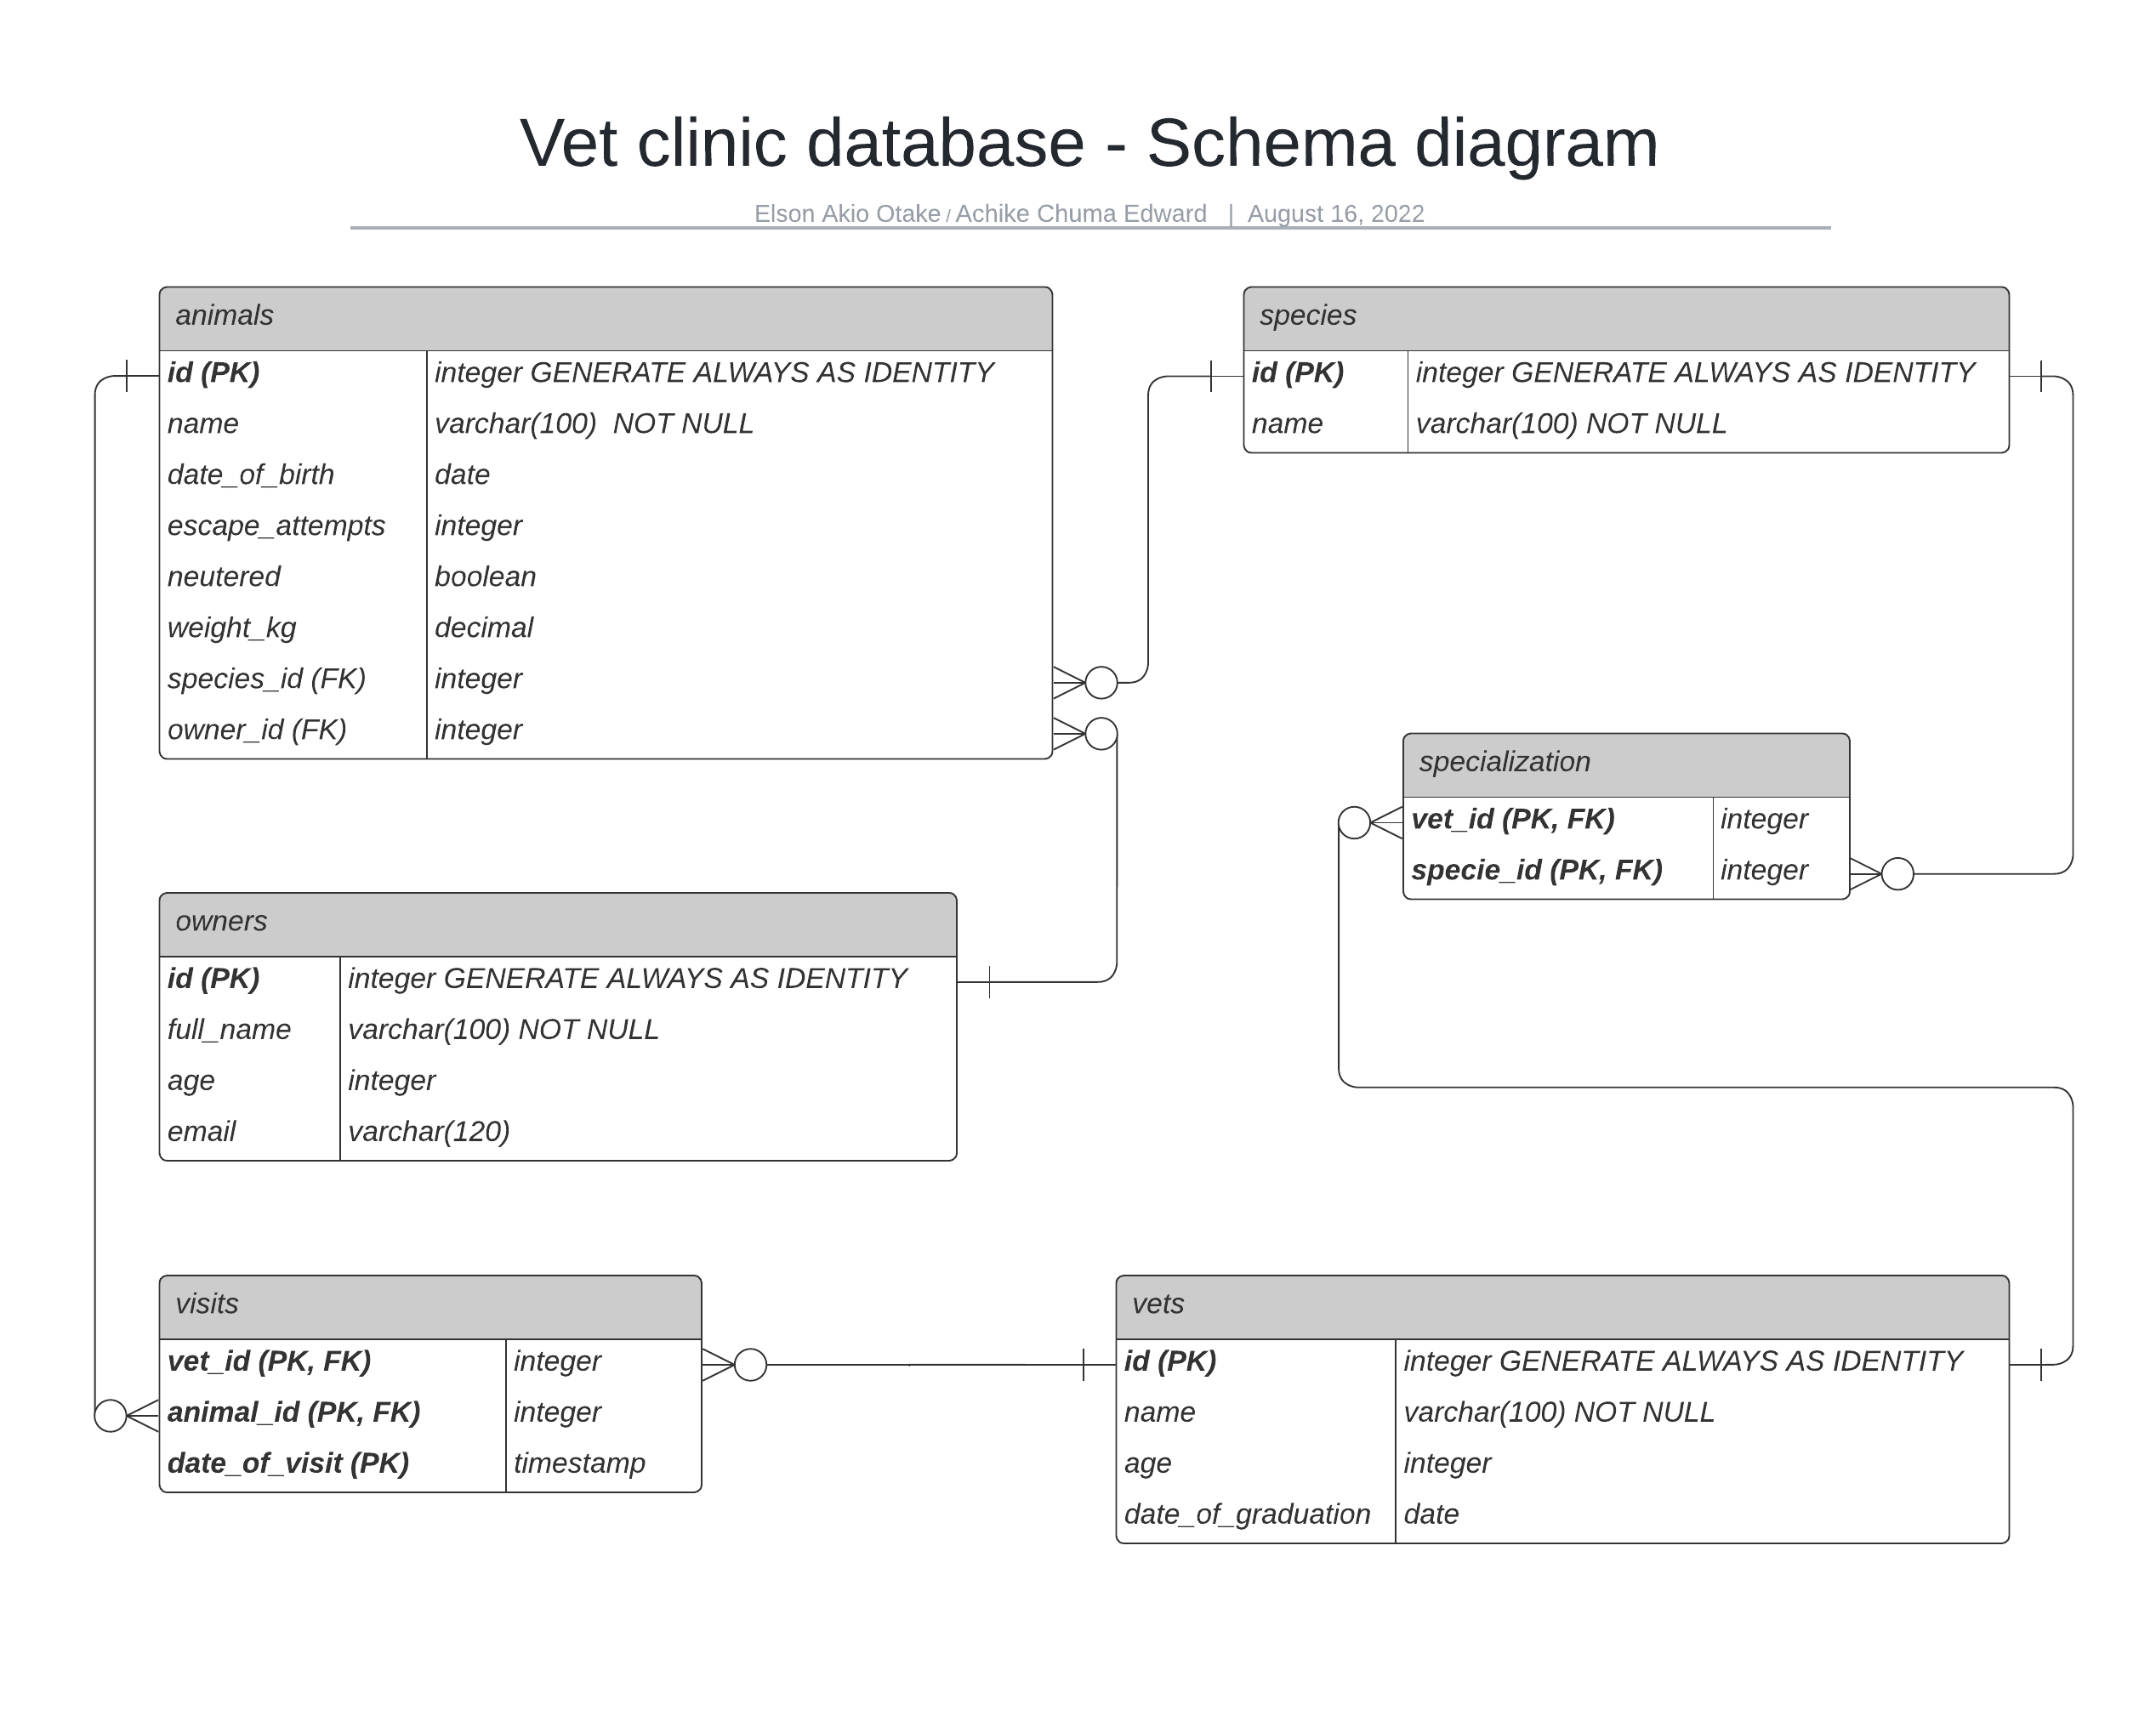 Vet clinic database - Schema diagram
Elson Akio Otake / Achike Chuma Edward | August 16, 2022
animals
id (PK) integer GENERATE ALWAYS AS IDENTITY
name varchar(100)  NOT NULL
date_of_birth date
escape_attempts integer
neutered boolean
weight_kg decimal
species_id (FK) integer
owner_id (FK) integer
species
id (PK) integer GENERATE ALWAYS AS IDENTITY
name varchar(100) NOT NULL
specialization
vet_id (PK, FK) integer
specie_id (PK, FK) integer
owners
id (PK) integer GENERATE ALWAYS AS IDENTITY
full_name varchar(100) NOT NULL
age integer
email varchar(120)
visits
vet_id (PK, FK) integer
animal_id (PK, FK) integer
date_of_visit (PK) timestamp
vets
id (PK) integer GENERATE ALWAYS AS IDENTITY
name varchar(100) NOT NULL
age integer
date_of_graduation date